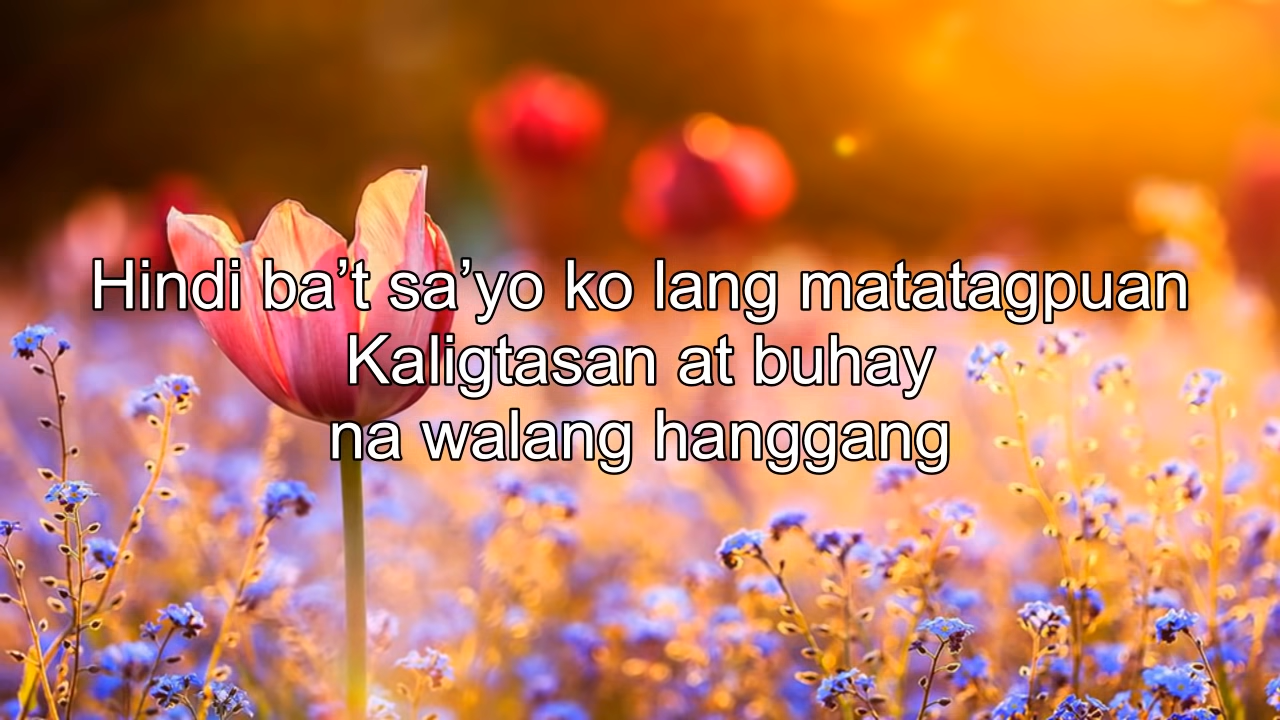 Hindi ba’t sa’yo ko lang matatagpuan
Kaligtasan at buhay
na walang hanggang